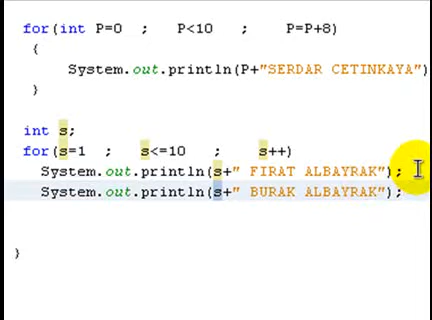 for(int P=0 ; P<10 ; P=P+8)
{
System.out.println(P+"SERDAR CETINKAYA")
}
int s;
for(s=1 ; s<=10 ; s++)
System.out.println(s+" FIRAT ALBAYRAK");
System.out.println(s+" BURAK ALBAYRAK");
}